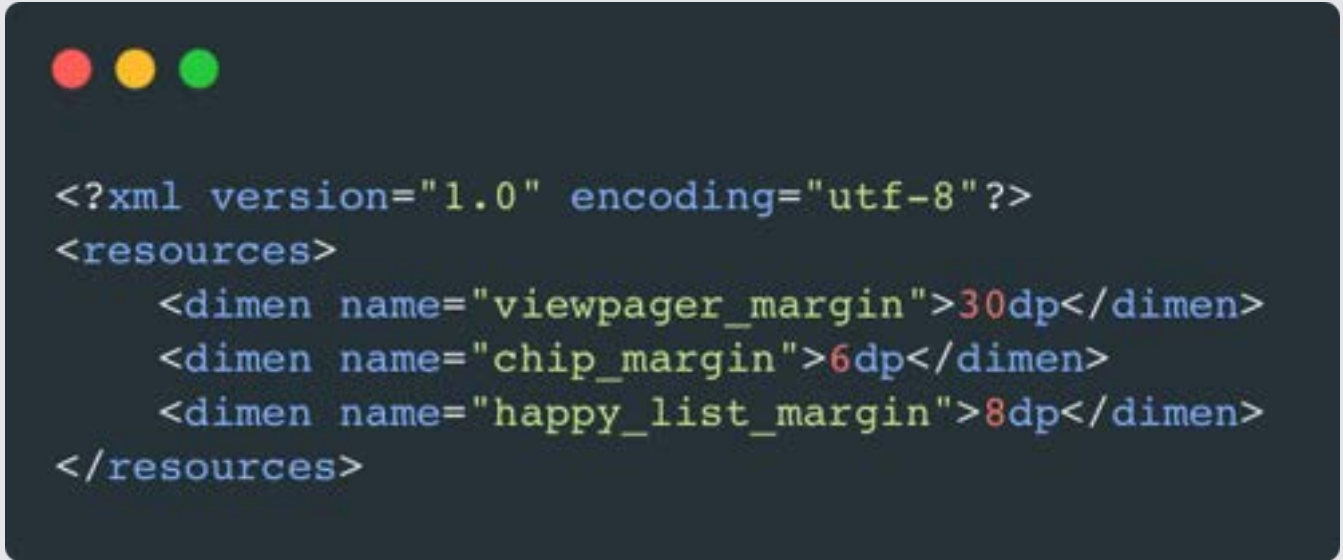 <?xml version="1.0" encoding="utf-8"?>
<resources>
    <dimen name="viewpager_margin">30dp</dimen>
    <dimen name="chip_margin">6dp</dimen>
    <dimen name="happy_list_margin">8dp</dimen>
</resources>